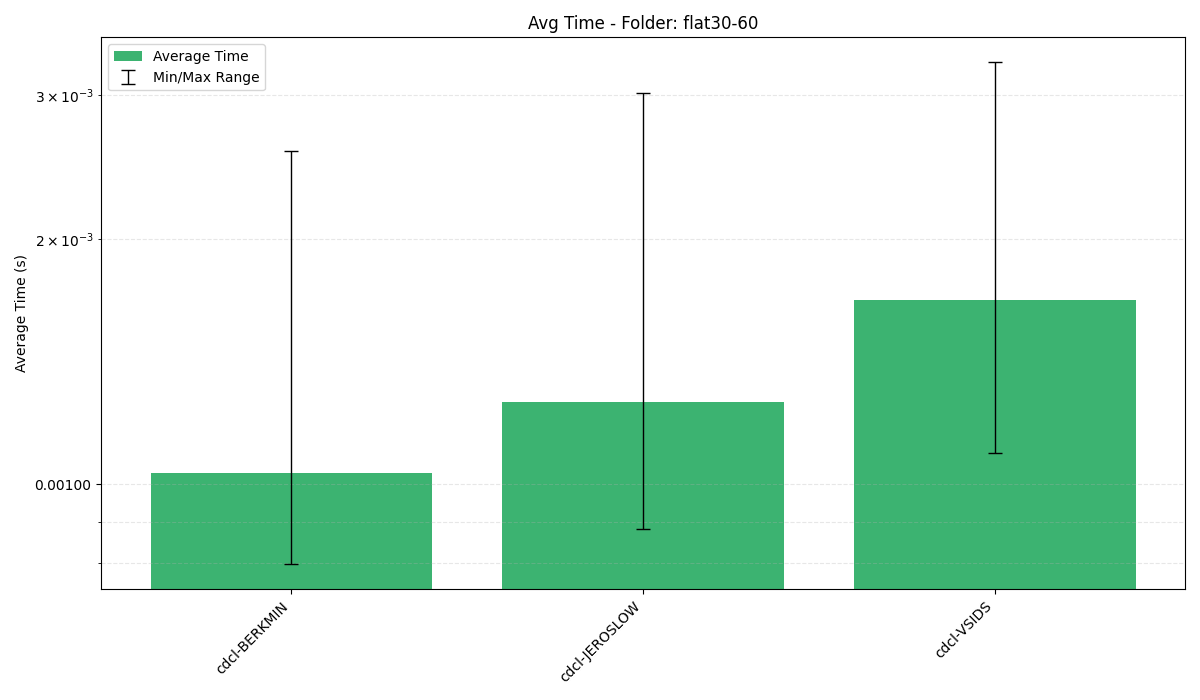 Avg Time - Folder: flat30-60
Average Time
Min/Max Range
3 × 10⁻³
2 × 10⁻³
0.00100
Average Time (s)
cdcl-BERKMIN
cdcl-JEROSLOW
cdcl-VSIDS